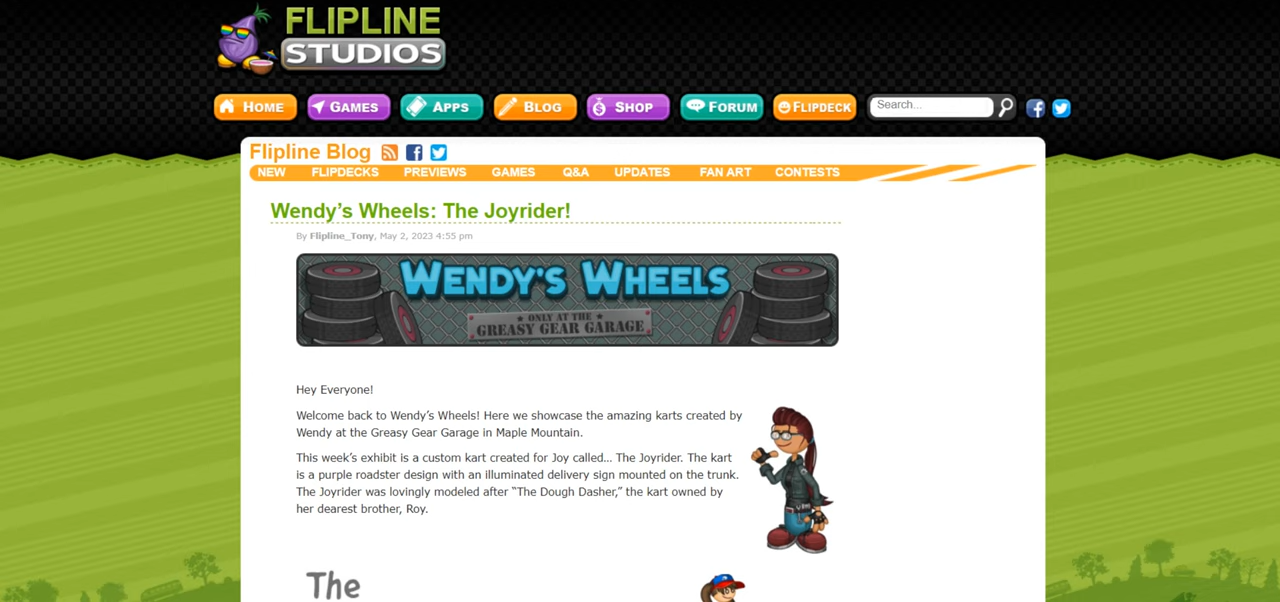 FLIPLINE
STUDIOS
HOME GAMES APPS BLOG SHOP FORUM FLIPDECK Search...
Flipline Blog
NEW FLIPDECKS PREVIEWS GAMES Q&A UPDATES FAN ART CONTESTS
Wendy’s Wheels: The Joyrider!
By Flipline_Tony, May 2, 2023 4:55 pm
WENDY'S WHEELS
★ ONLY AT THE ★
GREASY GEAR GARAGE
Hey Everyone!
Welcome back to Wendy’s Wheels! Here we showcase the amazing karts created by
Wendy at the Greasy Gear Garage in Maple Mountain.
This week’s exhibit is a custom kart created for Joy called… The Joyrider. The kart
is a purple roadster design with an illuminated delivery sign mounted on the trunk.
The Joyrider was lovingly modeled after “The Dough Dasher,” the kart owned by
her dearest brother, Roy.
The